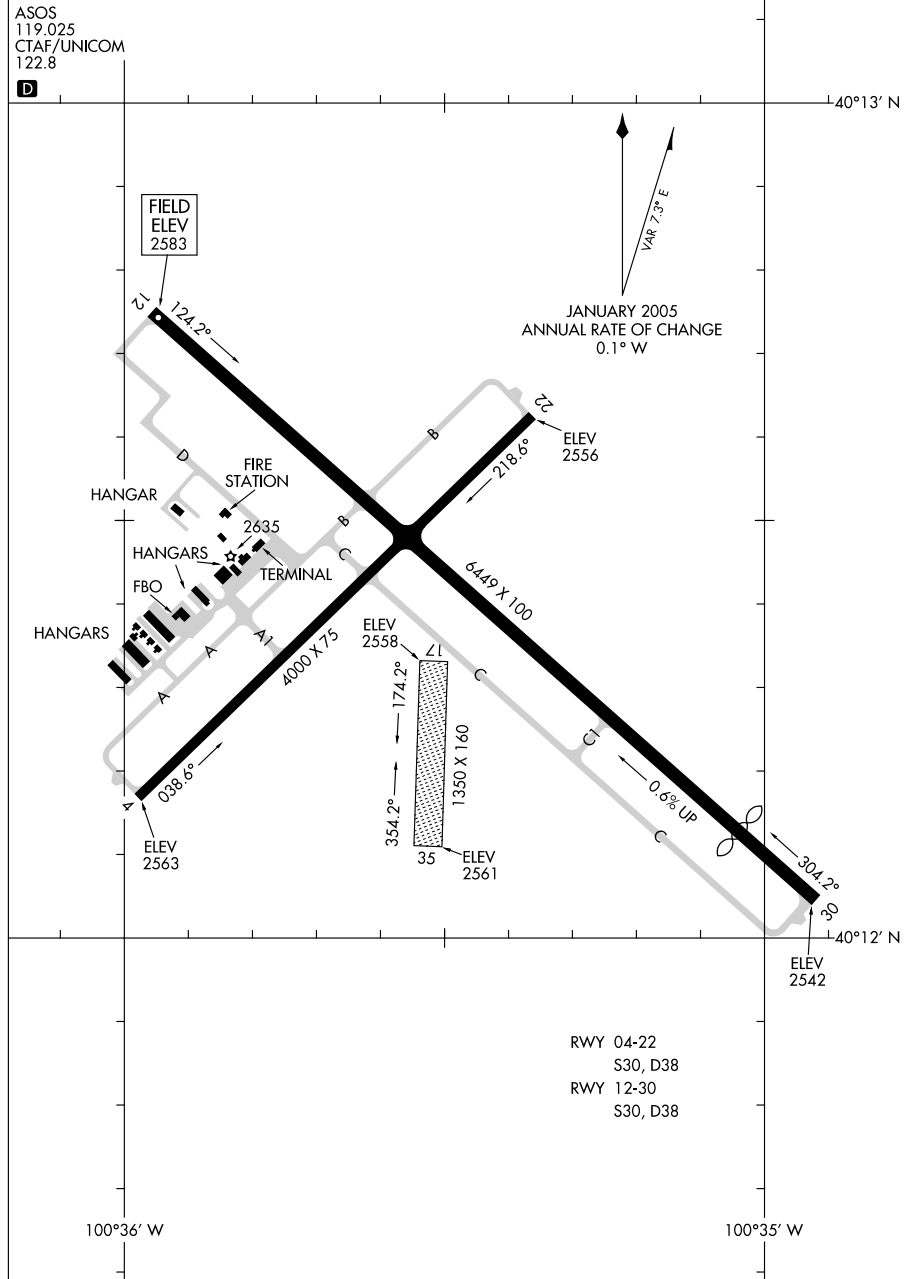 ASOS
119.025
CTAF/UNICOM
122.8
D
40°13' N
FIELD
ELEV
2583
VAR 7.3° E
JANUARY 2005
ANNUAL RATE OF CHANGE
0.1° W
12
124.2°
22
ELEV
2556
218.6°
B
D
FIRE
STATION
HANGAR
2635
B
HANGARS
TERMINAL
C
FBO
6449 X 100
HANGARS
A1
A
A
4000 X 75
ELEV
2558
17
174.2°
C
1350 X 160
C1
038.6°
354.2°
0.6% UP
4
C
ELEV
2563
35
ELEV
2561
304.2°
30
40°12' N
ELEV
2542
RWY 04-22
S30, D38
RWY 12-30
S30, D38
100°36' W
100°35' W